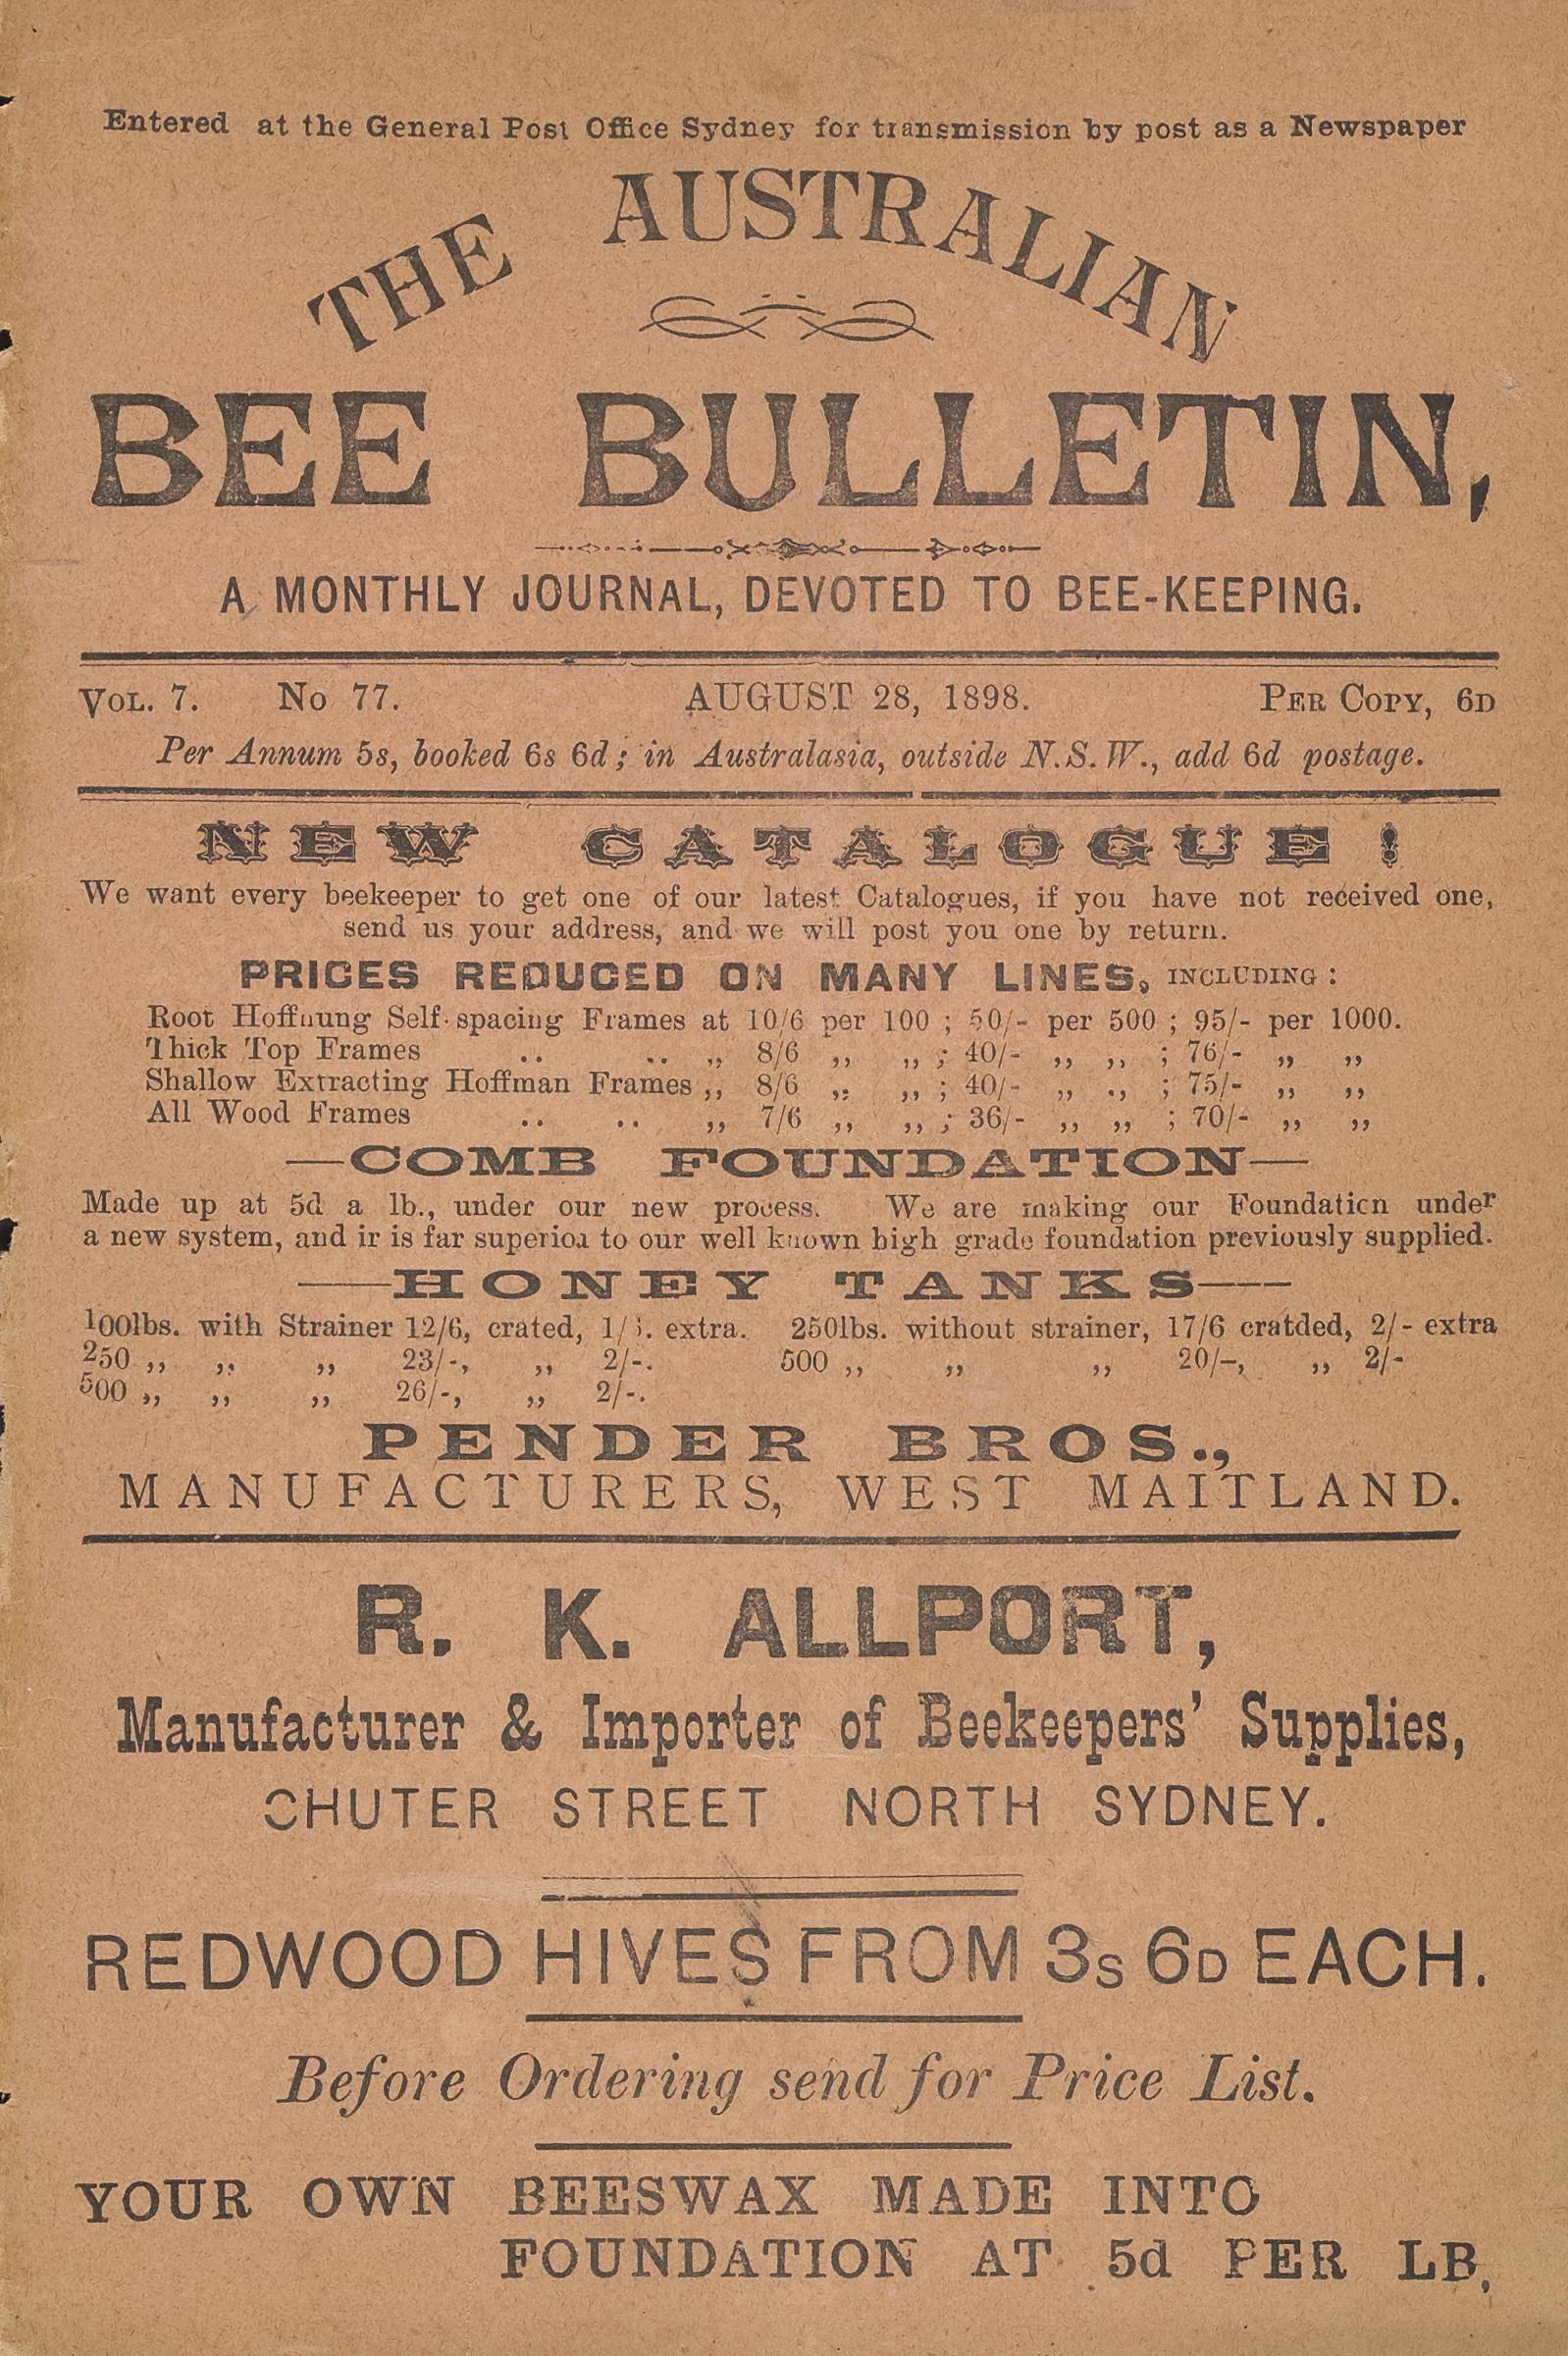 Entered at the General Post Office Sydney for transmission by post as a Newspaper
THE AUSTRALIAN
BEE BULLETIN,
A MONTHLY JOURNAL, DEVOTED TO BEE-KEEPING.
VOL. 7. No 77. AUGUST 28, 1898. PER COPY, 6D
Per Annum 5s, booked 6s 6d; in Australasia, outside N.S.W., add 6d postage.
NEW CATALOGUE!
We want every beekeeper to get one of our latest Catalogues, if you have not received one,
send us your address, and we will post you one by return.
PRICES REDUCED ON MANY LINES, INCLUDING:
Root Hoffnung Self-spacing Frames at 10/6 per 100 ; 50/- per 500 ; 95/- per 1000.
Thick Top Frames .. .. ,, 8/6 ,, ,, ; 40/- ,, ,, ; 76/- ,, ,,
Shallow Extracting Hoffman Frames ,, 8/6 ,, ,, ; 40/- ,, ,, ; 75/- ,, ,,
All Wood Frames .. .. ,, 7/6 ,, ,, ; 36/- ,, ,, ; 70/- ,, ,,
—COMB FOUNDATION—
Made up at 5d a lb., under our new process. We are making our Foundaticn under
a new system, and ir is far superior to our well known high grade foundation previously supplied.
—HONEY TANKS—
100lbs. with Strainer 12/6, crated, extra. 250lbs. without strainer, 17/6 cratded, 2/- extra
250 ,, ,, ,, 23/-, ,, 2/-. 500 ,, ,, ,, 20/–, ,, 2/-
500 ,, ,, ,, 26/-, ,, 2/-.
PENDER BROS.,
MANUFACTURERS, WEST MAITLAND.
R. K. ALLPORT,
Manufacturer & Importer of Beekeepers' Supplies,
CHUTER STREET NORTH SYDNEY.
REDWOOD HIVES FROM 3S 6D EACH.
Before Ordering send for Price List.
YOUR OWN BEESWAX MADE INTO
FOUNDATION AT 5d PER LB,